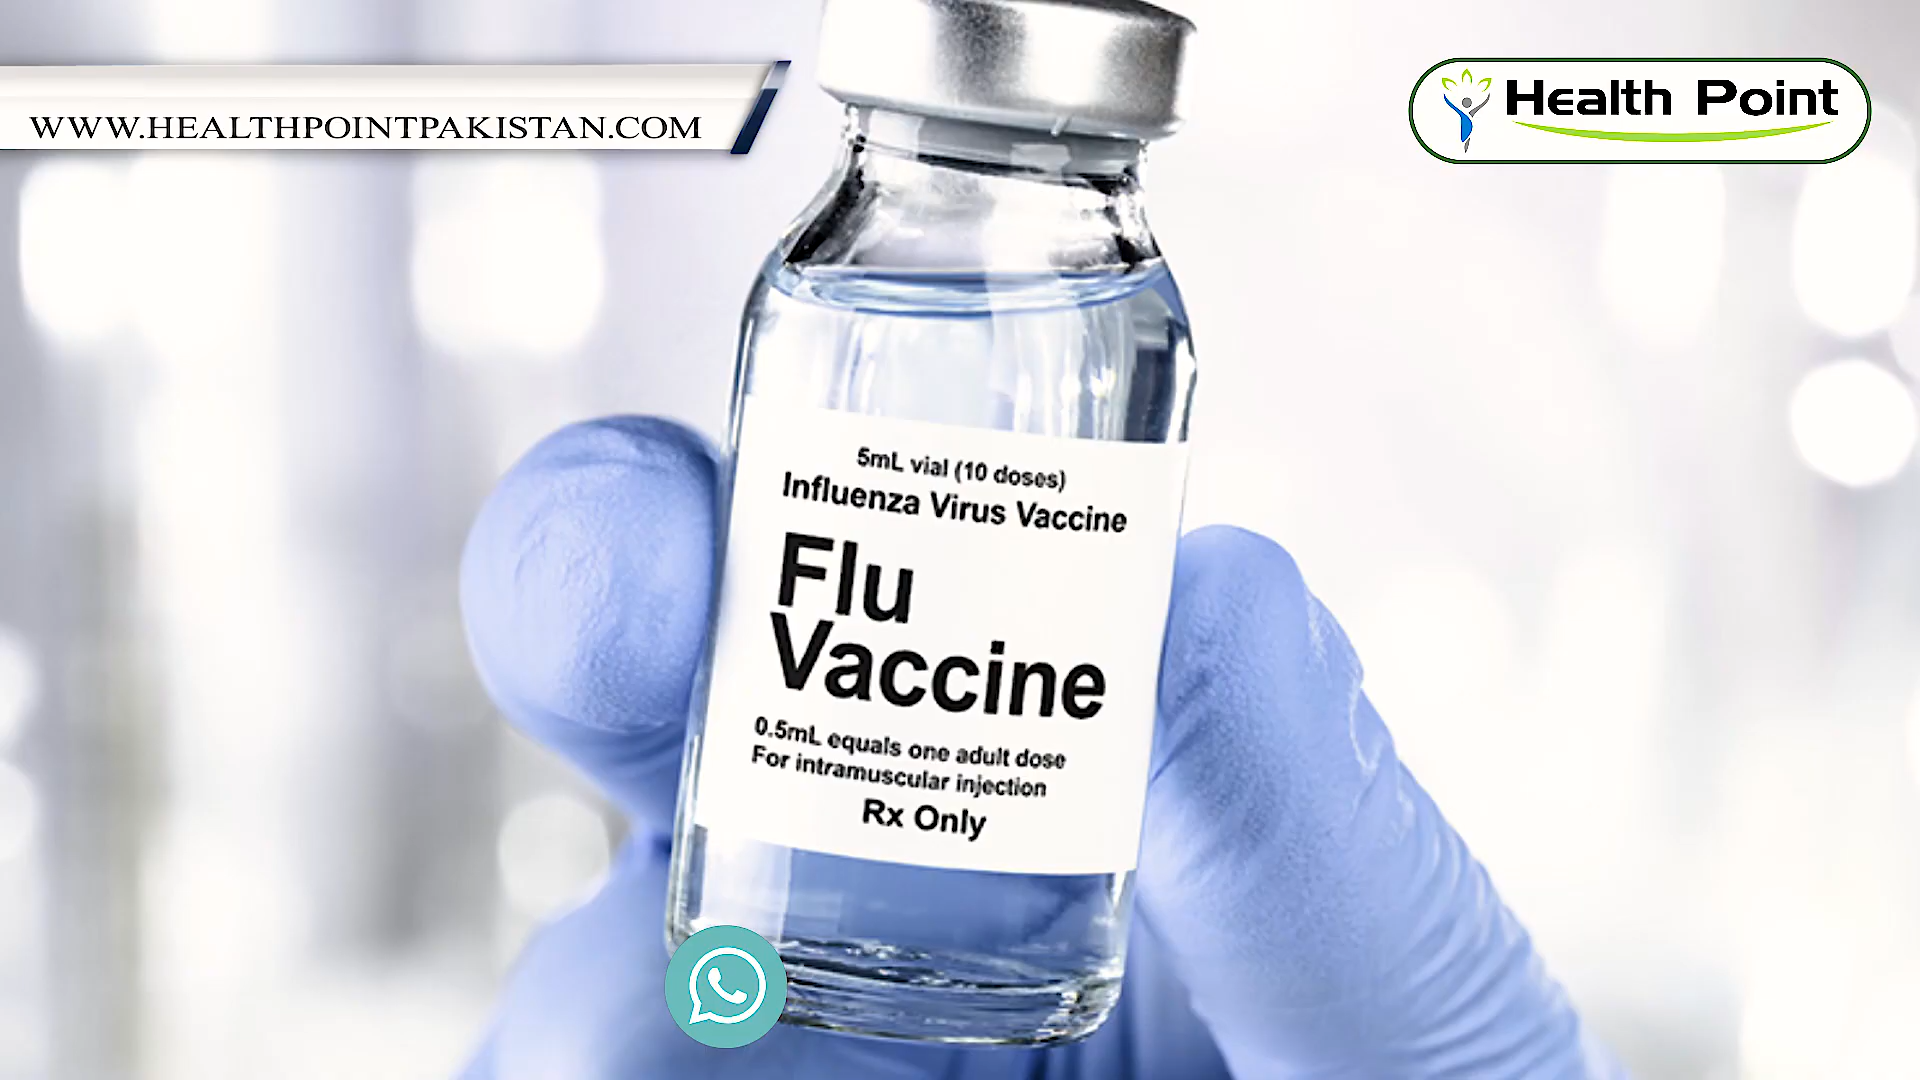 WWW.HEALTHPOINTPAKISTAN.COM
Health Point
5mL vial (10 doses)
Influenza Virus Vaccine
Flu
Vaccine
0.5mL equals one adult dose
For intramuscular injection
Rx Only